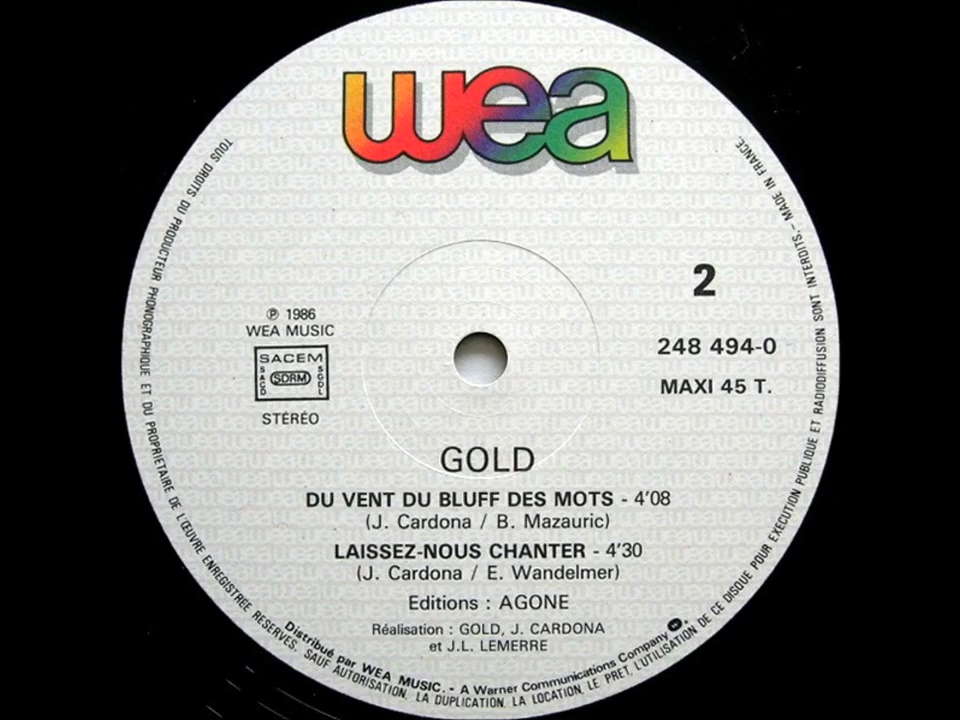 wea
2
℗ 1986
WEA MUSIC
248 494-0
SACEM
SACD
SDRM
SGDL
MAXI 45 T.
STÉRÉO
GOLD
DU VENT DU BLUFF DES MOTS - 4'08
(J. Cardona / B. Mazauric)
LAISSEZ-NOUS CHANTER - 4'30
(J. Cardona / E. Wandelmer)
Editions : AGONE
Réalisation : GOLD, J. CARDONA
et J.L. LEMERRE
Distribué par WEA MUSIC. - A Warner Communications Company
TOUS DROITS DU PRODUCTEUR PHONOGRAPHIQUE ET DU PROPRIETAIRE DE L'ŒUVRE ENREGISTRÉE RESERVES. SAUF AUTORISATION, LA DUPLICATION, LA LOCATION, LE PRET, L'UTILISATION DE CE DISQUE POUR EXECUTION PUBLIQUE ET RADIODIFFUSION SONT INTERDITS. - MADE IN FRANCE.